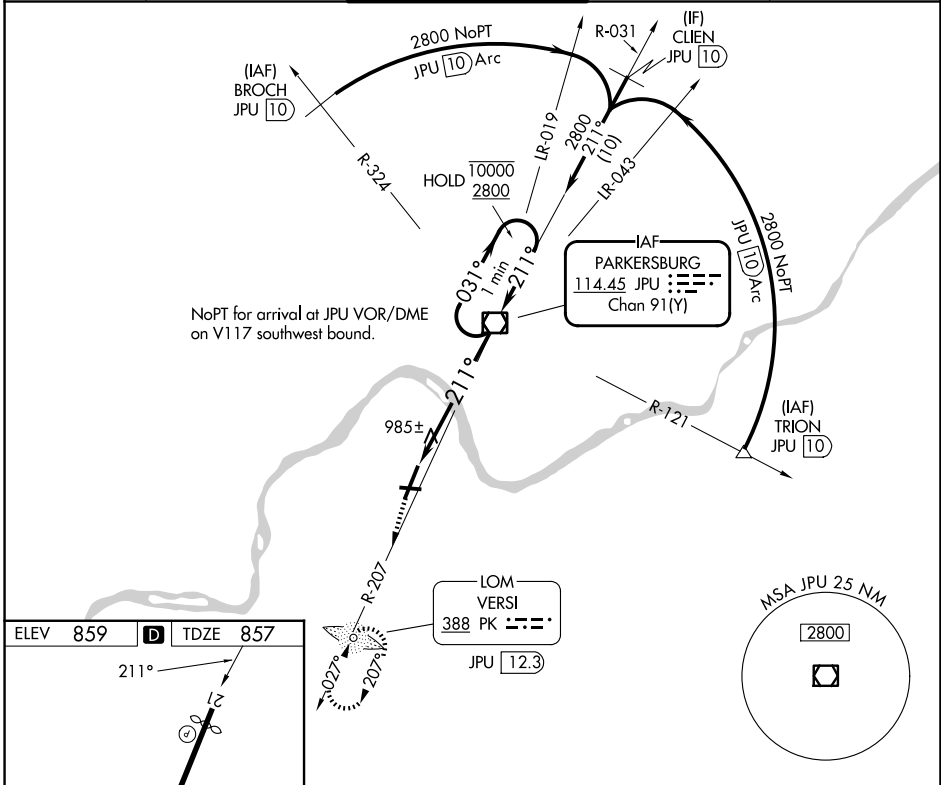 2800 NoPT
JPU 10 Arc
(IAF)
BROCH
JPU 10
R-324
LR-019
R-031
(IF)
CLIEN
JPU 10
2800
211°
(10)
LR-043
HOLD 10000
2800
031°
1 min
211°
IAF
PARKERSBURG
114.45 JPU
Chan 91(Y)
2800 NoPT
JPU 10 Arc
NoPT for arrival at JPU VOR/DME
on V117 southwest bound.
211°
985±
R-121
(IAF)
TRION
JPU 10
R-207
LOM
VERSI
388 PK
JPU 12.3
027°
207°
MSA JPU 25 NM
2800
ELEV 859 D TDZE 857
211°
21
P